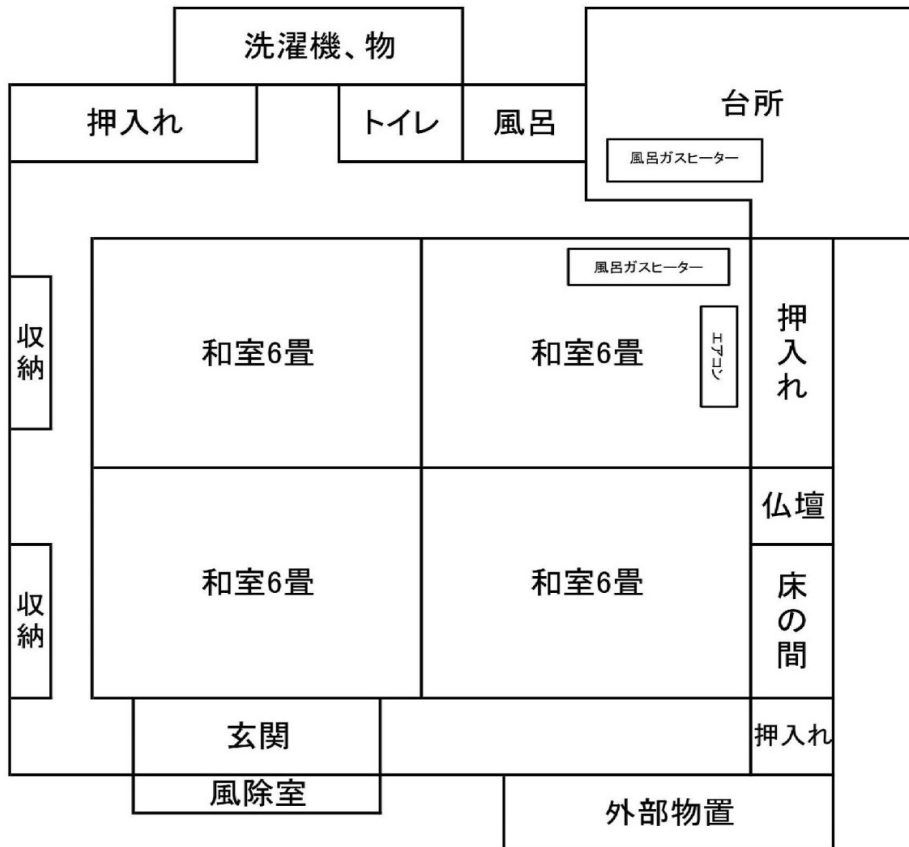 洗濯機、物
台所
押入れ
トイレ
風呂
風呂ガスヒーター
風呂ガスヒーター
収納
和室6畳
和室6畳
エアコン
押入れ
仏壇
収納
和室6畳
和室6畳
床の間
玄関
押入れ
風除室
外部物置